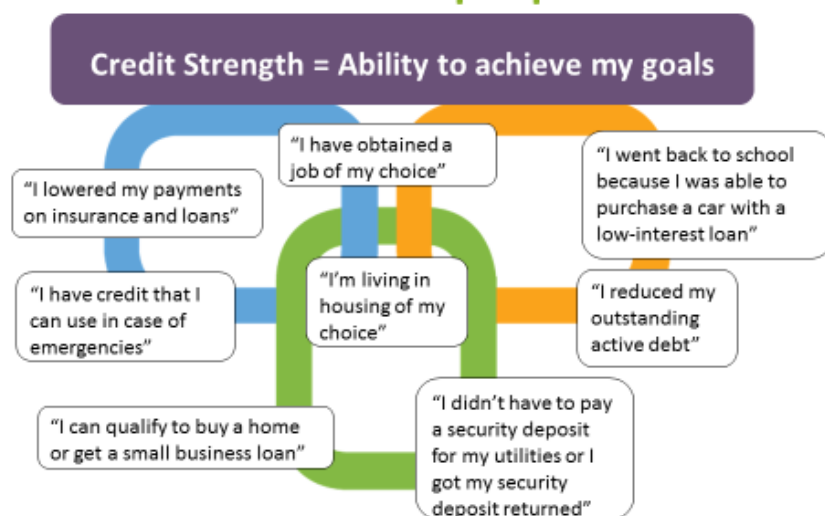 Credit Strength = Ability to achieve my goals
“I have obtained a
job of my choice”
“I went back to school
because I was able to
purchase a car with a
low-interest loan”
“I lowered my payments
on insurance and loans”
“I’m living in
housing of my
choice”
“I have credit that I
can use in case of
emergencies”
“I reduced my
outstanding
active debt”
“I can qualify to buy a home
or get a small business loan”
“I didn’t have to pay
a security deposit
for my utilities or I
got my security
deposit returned”